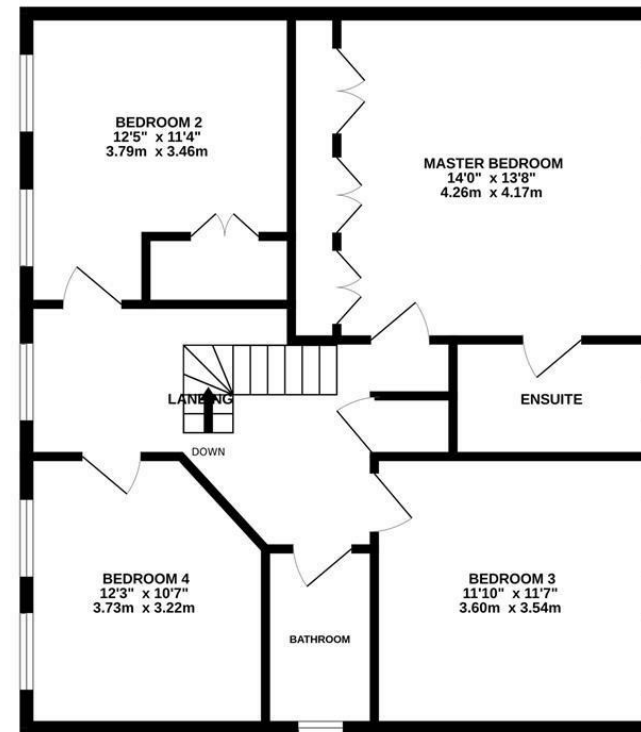 BEDROOM 2
12'5" x 11'4"
3.79m x 3.46m
MASTER BEDROOM
14'0" x 13'8"
4.26m x 4.17m
LANDING
DOWN
ENSUITE
BEDROOM 4
12'3" x 10'7"
3.73m x 3.22m
BATHROOM
BEDROOM 3
11'10" x 11'7"
3.60m x 3.54m